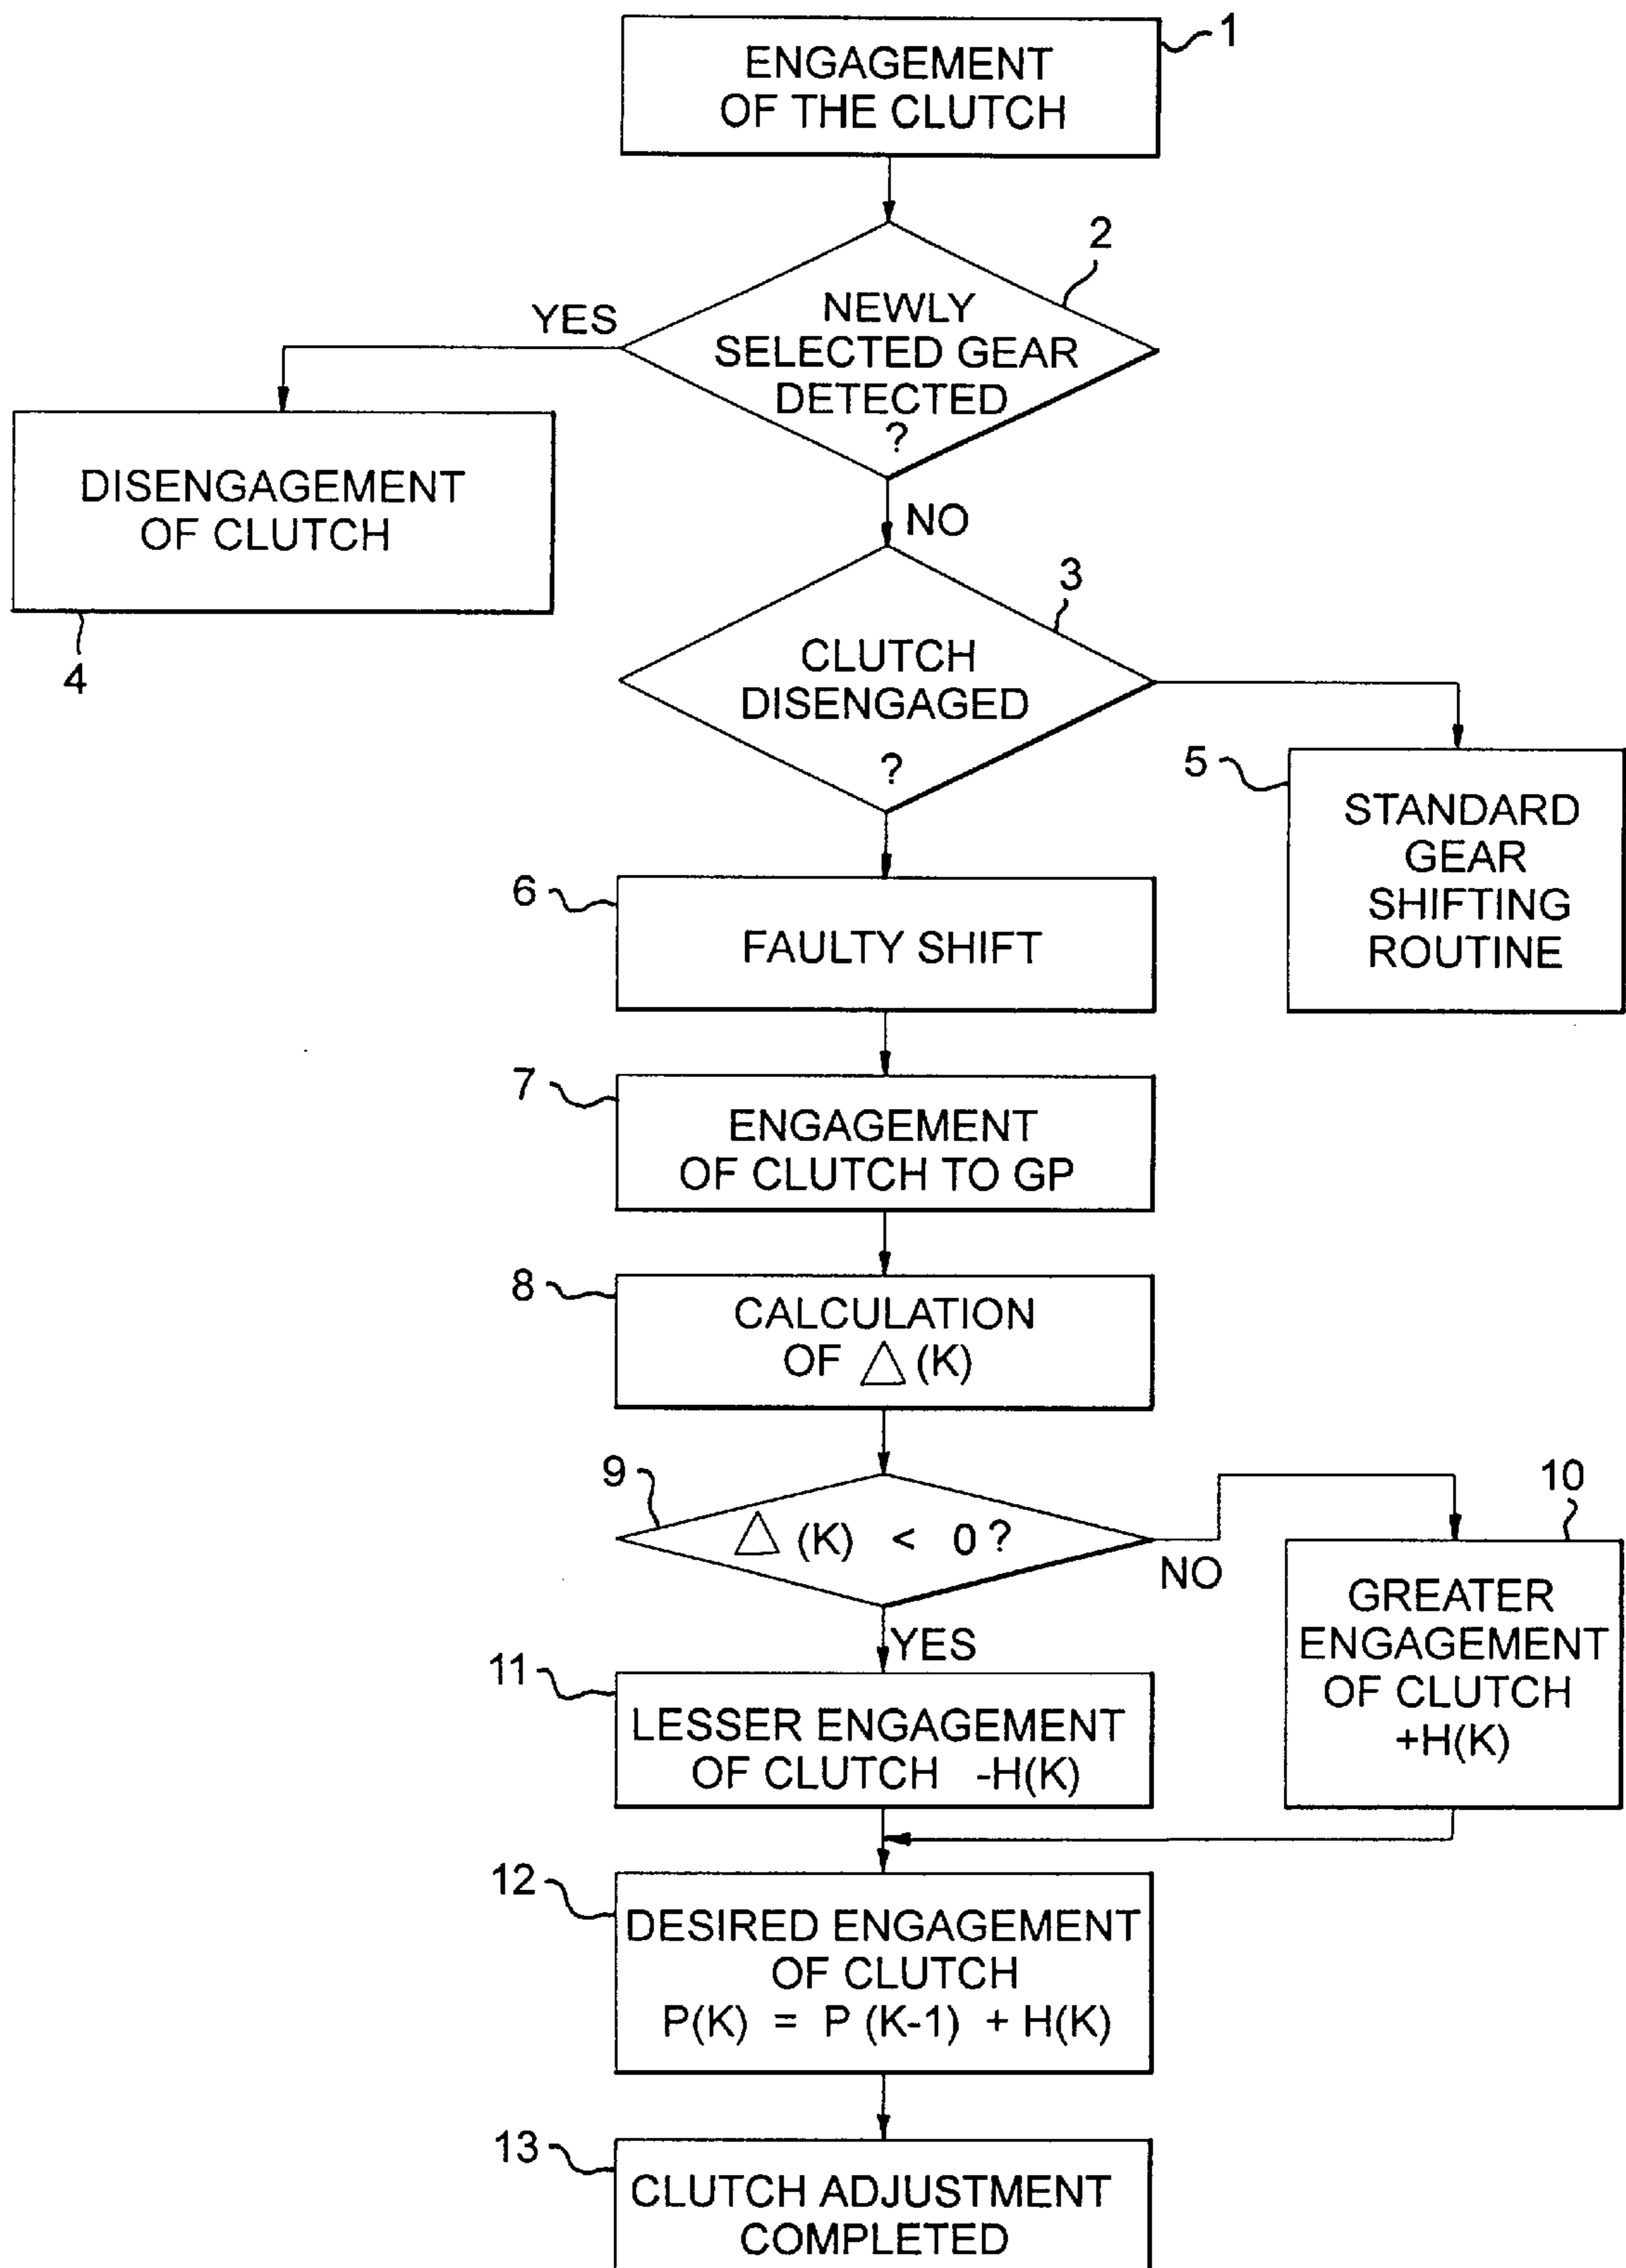 1
ENGAGEMENT
OF THE CLUTCH
2
YES
NEWLY
SELECTED GEAR
DETECTED
?
DISENGAGEMENT
OF CLUTCH
4
NO
3
CLUTCH
DISENGAGED
?
5
STANDARD
GEAR
SHIFTING
ROUTINE
6
FAULTY SHIFT
7
ENGAGEMENT
OF CLUTCH TO GP
8
CALCULATION
OF △ (K)
9
△ (K) < 0 ?
NO
10
GREATER
ENGAGEMENT
OF CLUTCH
+H(K)
YES
11
LESSER ENGAGEMENT
OF CLUTCH -H(K)
12
DESIRED ENGAGEMENT
OF CLUTCH
P(K) = P (K-1) + H(K)
13
CLUTCH ADJUSTMENT
COMPLETED